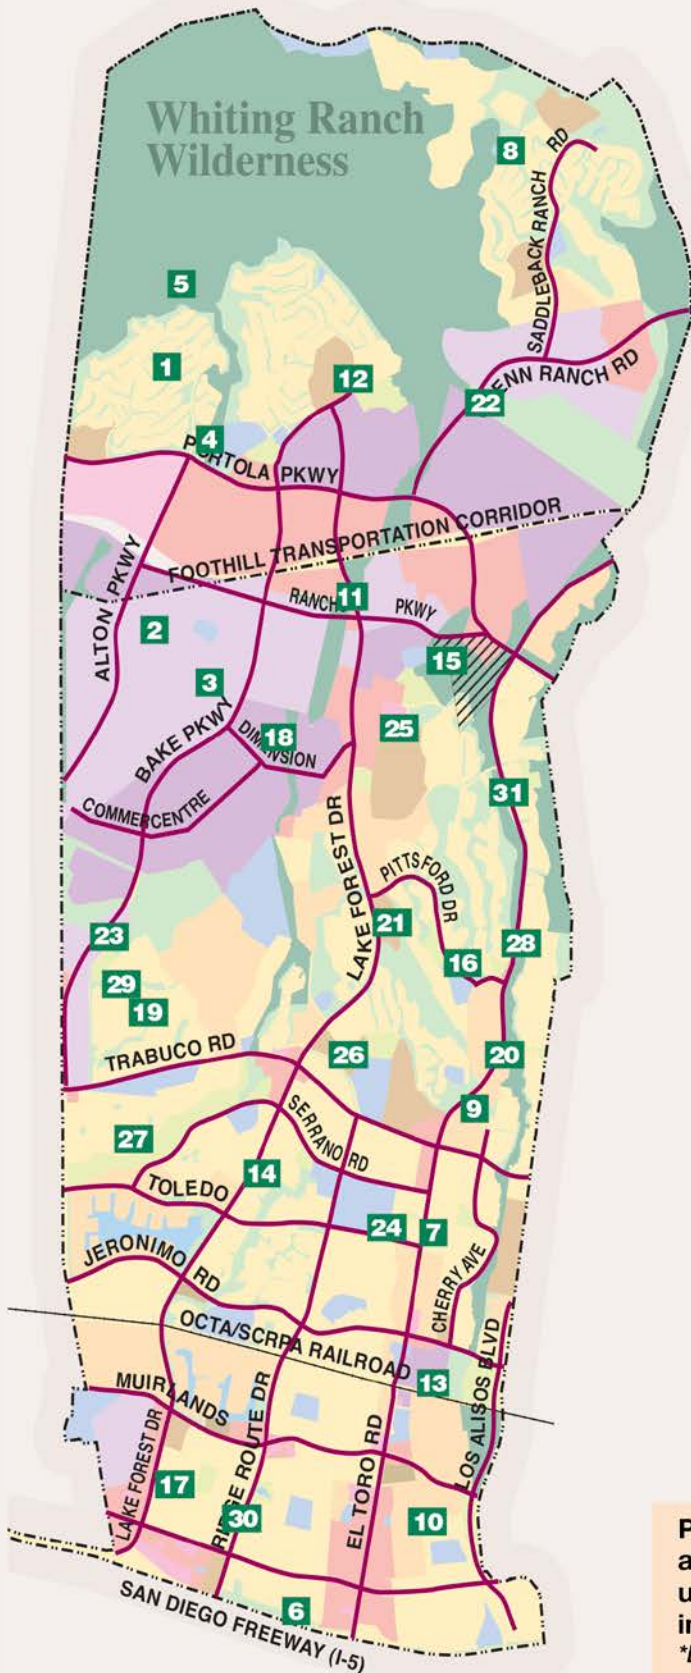 Whiting Ranch
Wilderness
8
SADDLEBACK RANCH RD
5
1
12
22
ENN RANCH RD
4
PORTOLA PKWY
FOOTHILL TRANSPORTATION CORRIDOR
ALTON PKWY
11
RANCHO PKWY
2
15
3
BAKE PKWY
18
DIMENSION
25
COMMERCENTRE
31
LAKE FOREST DR
PITTSFORD DR
21
23
28
16
29
19
TRABUCO RD
26
20
9
SERRANO RD
27
14
TOLEDO
24
7
JERONIMO RD
CHERRY AVE
OCTA/SCRPA RAILROAD
13
MUIRLANDS
LOS ALISOS BLVD
LAKE FOREST DR
RIDGE ROUTE DR
EL TORO RD
17
30
10
6
SAN DIEGO FREEWAY (I-5)
P
a
u
in